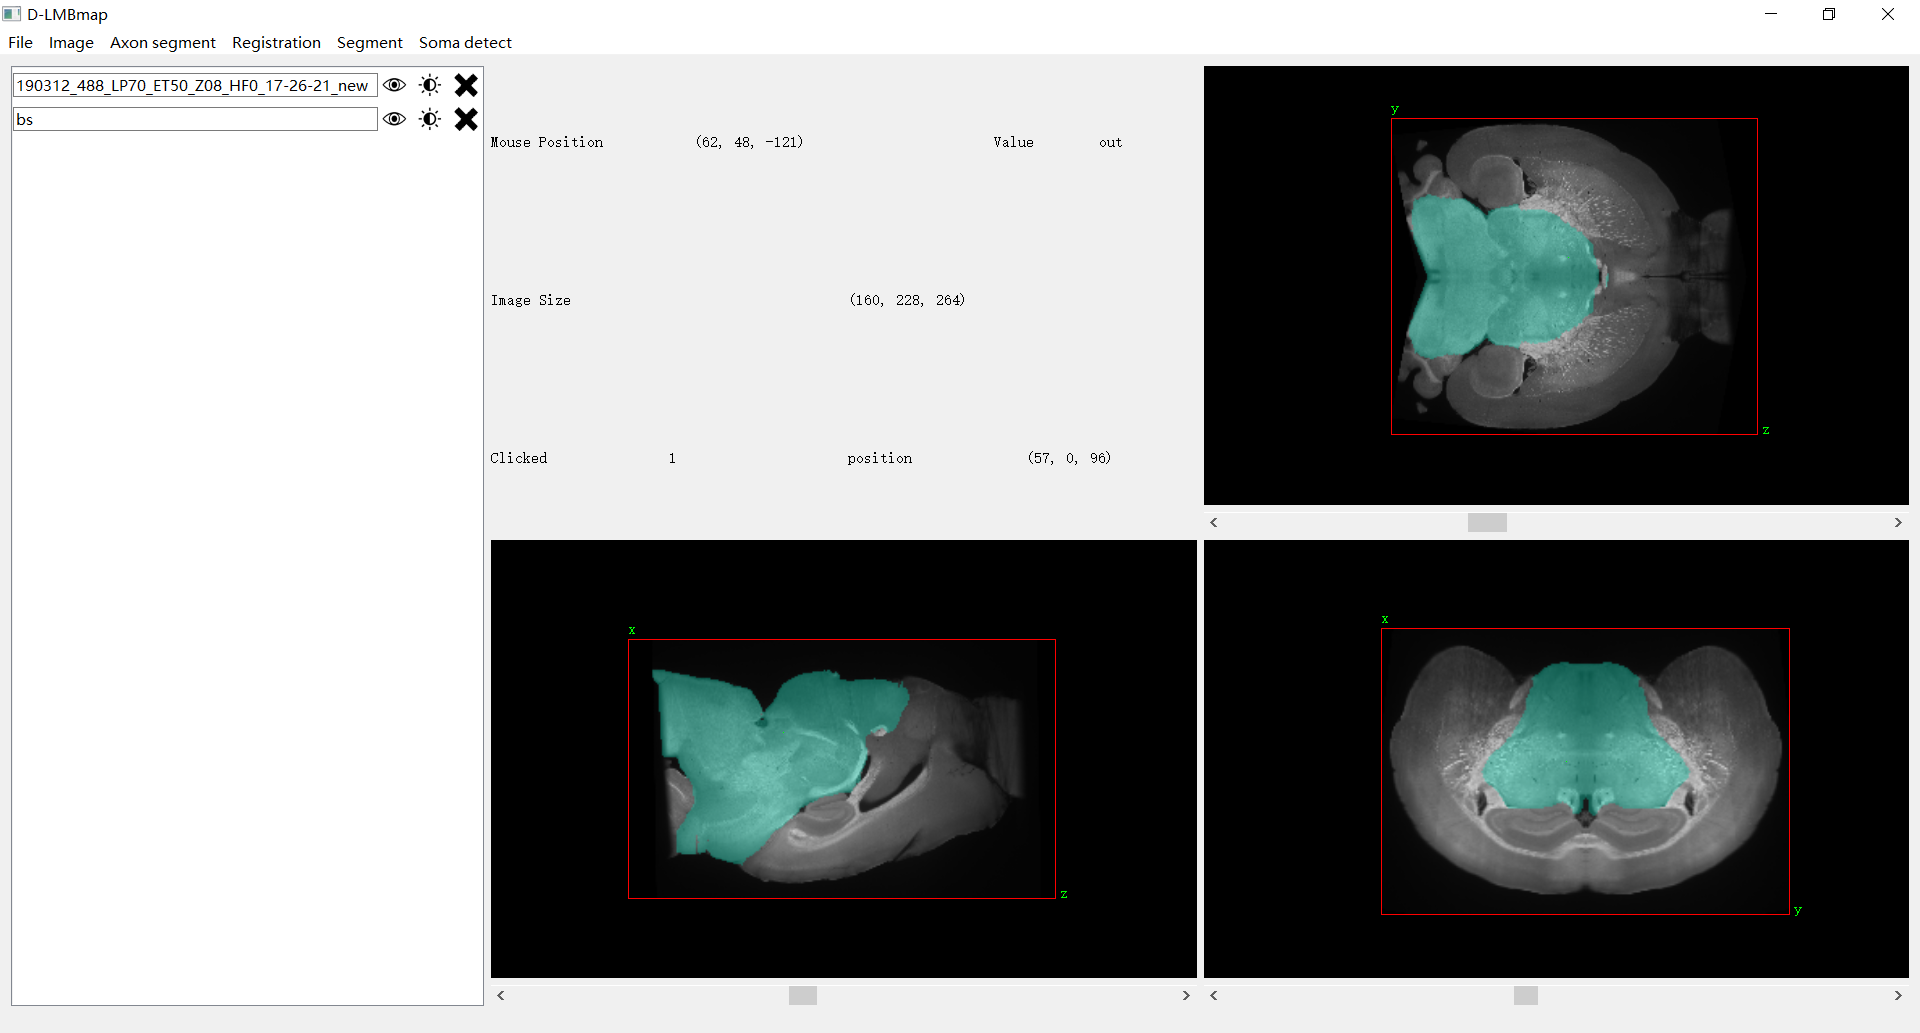 D-LMBmap
File Image Axon segment Registration Segment Soma detect
190312_488_LP70_ET50_Z08_HF0_17-26-21_new
bs
Mouse Position (62, 48, -121) Value out
Image Size (160, 228, 264)
Clicked 1 position (57, 0, 96)
y
z
x
z
x
y